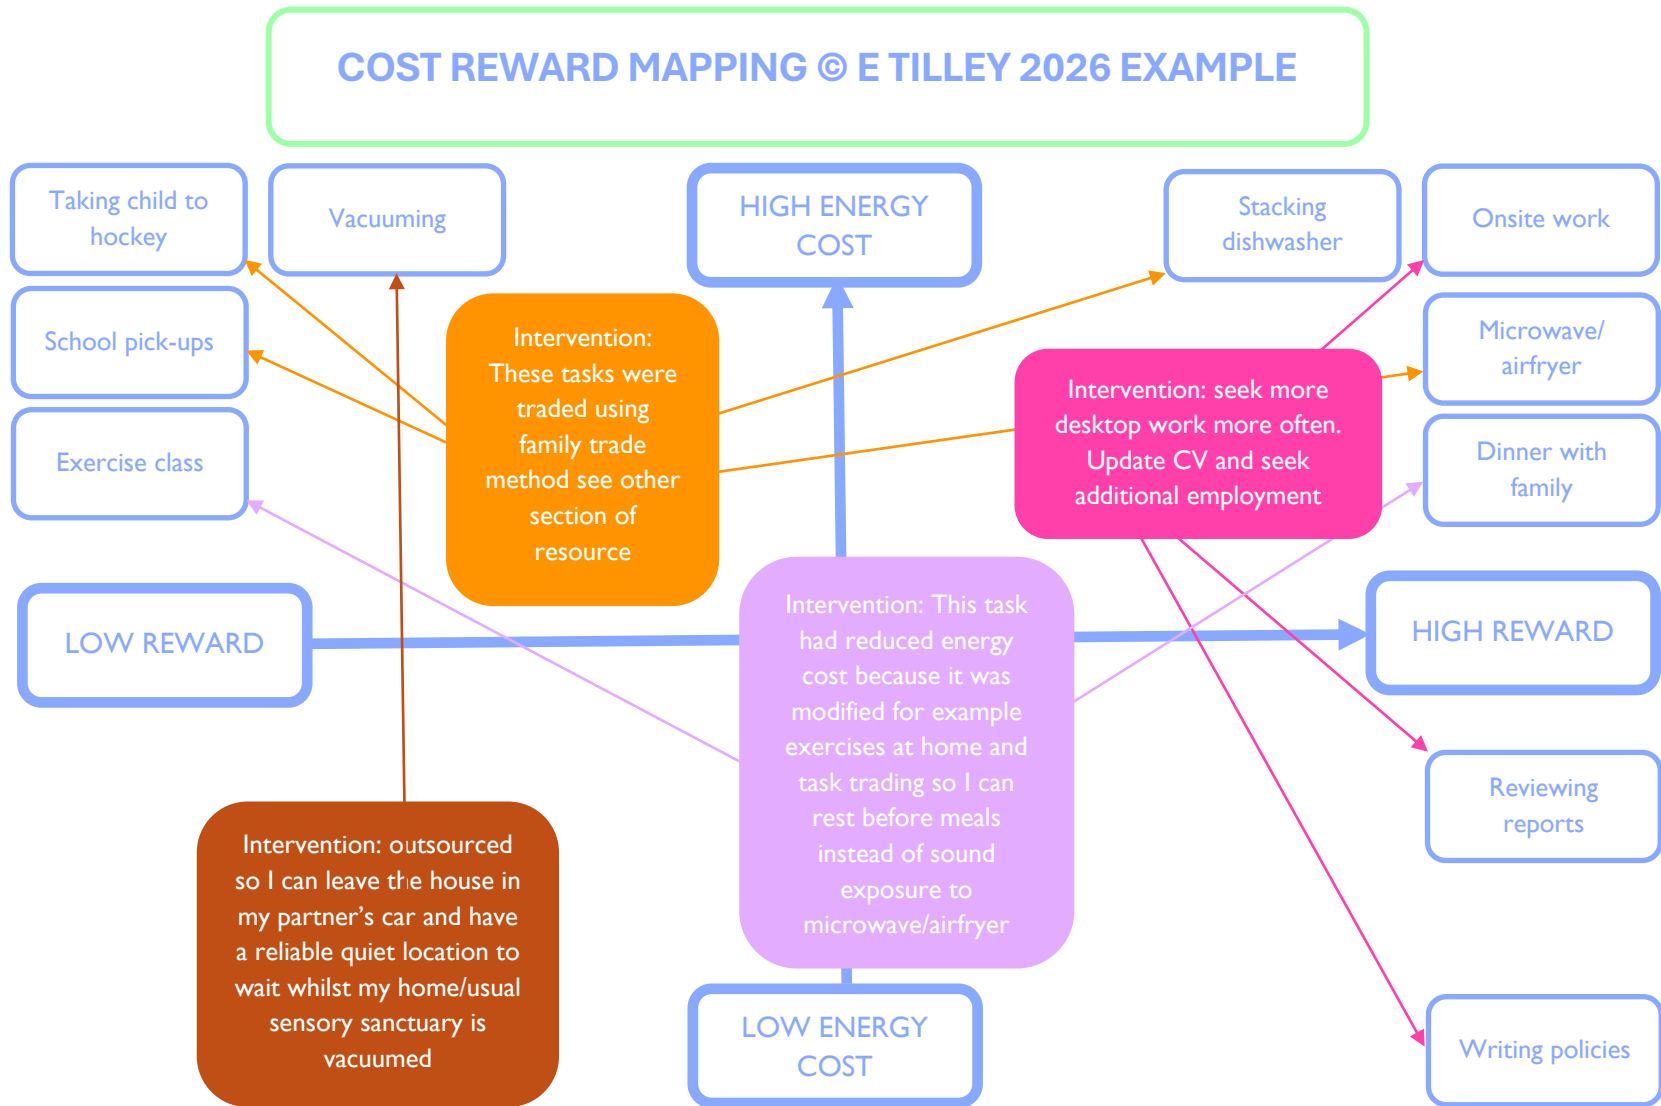 COST REWARD MAPPING © E TILLEY 2026 EXAMPLE
Taking child to
hockey
Vacuuming
HIGH ENERGY
COST
Stacking
dishwasher
Onsite work
School pick-ups
Intervention:
These tasks were
traded using
family trade
method see other
section of
resource
Microwave/
airfryer
Intervention: seek more
desktop work more often.
Update CV and seek
additional employment
Exercise class
Dinner with
family
LOW REWARD
HIGH REWARD
Intervention: This task
had reduced energy
cost because it was
modified for example
exercises at home and
task trading so I can
rest before meals
instead of sound
exposure to
microwave/airfryer
Reviewing
reports
Intervention: outsourced
so I can leave the house in
my partner’s car and have
a reliable quiet location to
wait whilst my home/usual
sensory sanctuary is
vacuumed
LOW ENERGY
COST
Writing policies